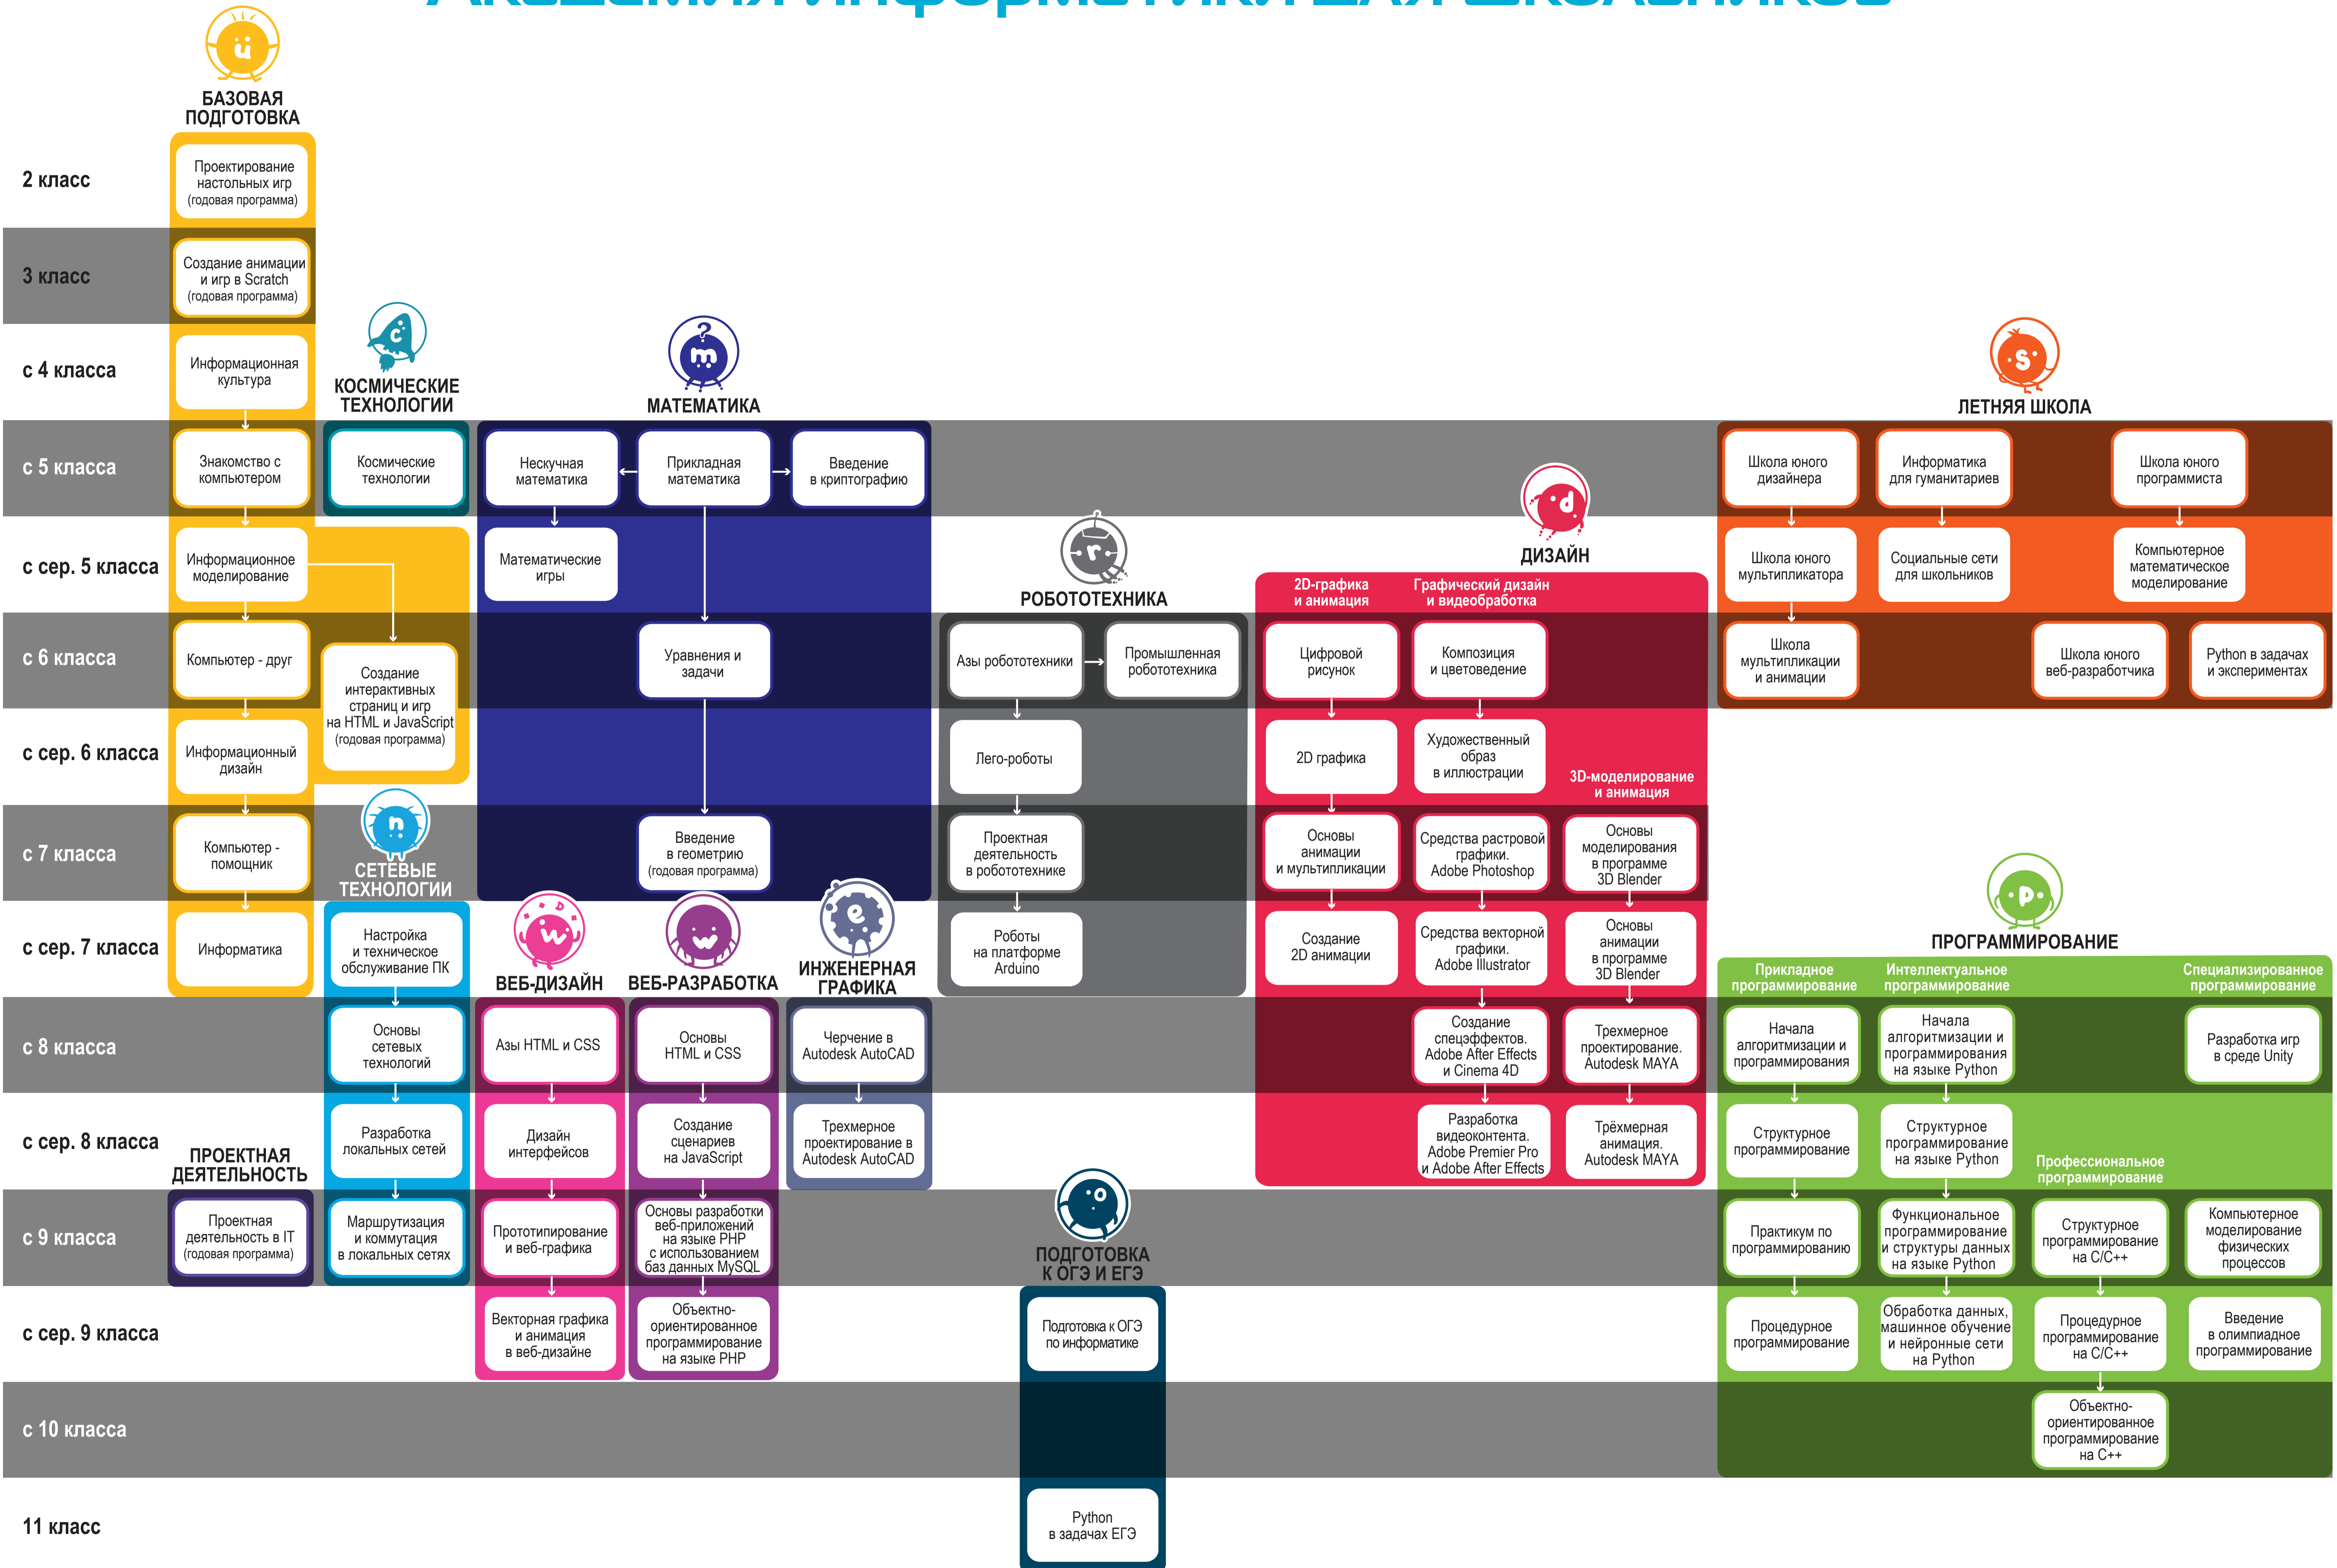 Академия информатики для школьников
БАЗОВАЯ
ПОДГОТОВКА
2 класс
Проектирование
настольных игр
(годовая программа)
3 класс
Создание анимации
и игр в Scratch
(годовая программа)
с 4 класса
Информационная
культура
КОСМИЧЕСКИЕ
ТЕХНОЛОГИИ
МАТЕМАТИКА
ЛЕТНЯЯ ШКОЛА
с 5 класса
Знакомство с
компьютером
Космические
технологии
Нескучная
математика
Прикладная
математика
Введение
в криптографию
Школа юного
дизайнера
Информатика
для гуманитариев
Школа юного
программиста
с сер. 5 класса
Информационное
моделирование
Математические
игры
РОБОТОТЕХНИКА
ДИЗАЙН
2D-графика
и анимация
Графический дизайн
и видеобработка
Школа юного
мультипликатора
Социальные сети
для школьников
Компьютерное
математическое
моделирование
с 6 класса
Компьютер - друг
Создание
интерактивных
страниц и игр
на HTML и JavaScript
(годовая программа)
Уравнения и
задачи
Азы робототехники
Промышленная
робототехника
Цифровой
рисунок
Композиция
и цветоведение
Школа
мультипликации
и анимации
Школа юного
веб-разработчика
Python в задачах
и экспериментах
с сер. 6 класса
Информационный
дизайн
Лего-роботы
2D графика
Художественный
образ
в иллюстрации
3D-моделирование
и анимация
с 7 класса
Компьютер -
помощник
СЕТЕВЫЕ
ТЕХНОЛОГИИ
Введение
в геометрию
(годовая программа)
Проектная
деятельность
в робототехнике
Основы
анимации
и мультипликации
Средства растровой
графики.
Adobe Photoshop
Основы
моделирования
в программе
3D Blender
с сер. 7 класса
Информатика
Настройка
и техническое
обслуживание ПК
ВЕБ-ДИЗАЙН
ВЕБ-РАЗРАБОТКА
ИНЖЕНЕРНАЯ
ГРАФИКА
Роботы
на платформе
Arduino
Создание
2D анимации
Средства векторной
графики.
Adobe Illustrator
Основы
анимации
в программе
3D Blender
ПРОГРАММИРОВАНИЕ
Прикладное
программирование
Интеллектуальное
программирование
Специализированное
программирование
с 8 класса
Основы
сетевых
технологий
Азы HTML и CSS
Основы
HTML и CSS
Черчение в
Autodesk AutoCAD
Создание
спецэффектов.
Adobe After Effects
и Cinema 4D
Трехмерное
проектирование.
Autodesk MAYA
Начала
алгоритмизации и
программирования
Начала
алгоритмизации и
программирования
на языке Python
Разработка игр
в среде Unity
с сер. 8 класса
Разработка
локальных сетей
Дизайн
интерфейсов
Создание
сценариев
на JavaScript
Трехмерное
проектирование в
Autodesk AutoCAD
Разработка
видеоконтента.
Adobe Premier Pro
и Adobe After Effects
Трёхмерная
анимация.
Autodesk MAYA
Структурное
программирование
Структурное
программирование
на языке Python
Профессиональное
программирование
ПРОЕКТНАЯ
ДЕЯТЕЛЬНОСТЬ
с 9 класса
Проектная
деятельность в IT
(годовая программа)
Маршрутизация
и коммутация
в локальных сетях
Прототипирование
и веб-графика
Основы разработки
веб-приложений
на языке PHP
с использованием
баз данных MySQL
ПОДГОТОВКА
К ОГЭ И ЕГЭ
Практикум по
программированию
Функциональное
программирование
и структуры данных
на языке Python
Структурное
программирование
на C/C++
Компьютерное
моделирование
физических
процессов
с сер. 9 класса
Векторная графика
и анимация
в веб-дизайне
Объектно-
ориентированное
программирование
на языке PHP
Подготовка к ОГЭ
по информатике
Процедурное
программирование
Обработка данных,
машинное обучение
и нейронные сети
на Python
Процедурное
программирование
на C/C++
Введение
в олимпиадное
программирование
с 10 класса
Объектно-
ориентированное
программирование
на C++
11 класс
Python
в задачах ЕГЭ